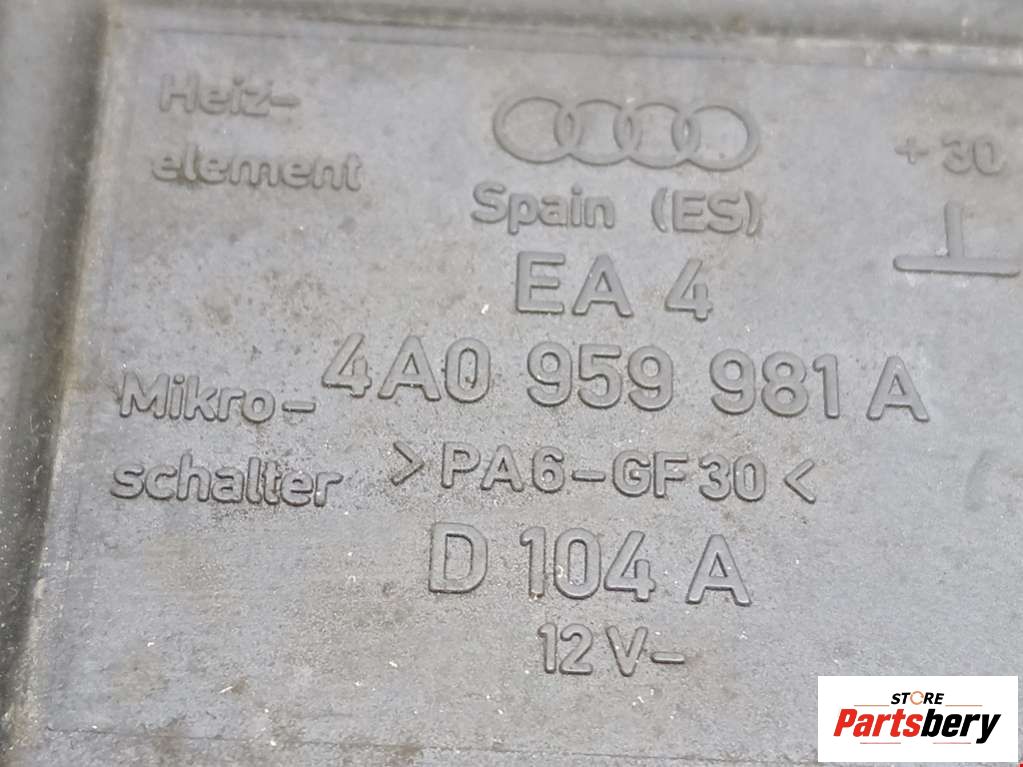 Heiz-
element
Spain (ES)
+ 30
EA 4
4A0 959 981 A
Mikro-
schalter
>PA6-GF30<
D 104 A
12V-
STORE
Partsbery